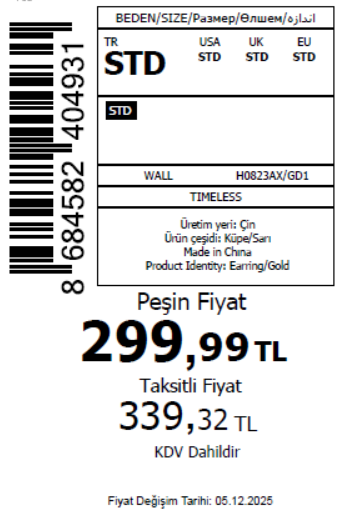 BEDEN/SIZE/Размер/Өлшем/اندازه
TR USA UK EU
STD STD STD STD
STD
WALL H0823AX/GD1
TIMELESS
Üretim yeri: Çin
Ürün çeşidi: Küpe/Sarı
Made in China
Product Identity: Earring/Gold
8 684582 404931
Peşin Fiyat
299,99 TL
Taksitli Fiyat
339,32 TL
KDV Dahildir
Fiyat Değişim Tarihi: 05.12.2025